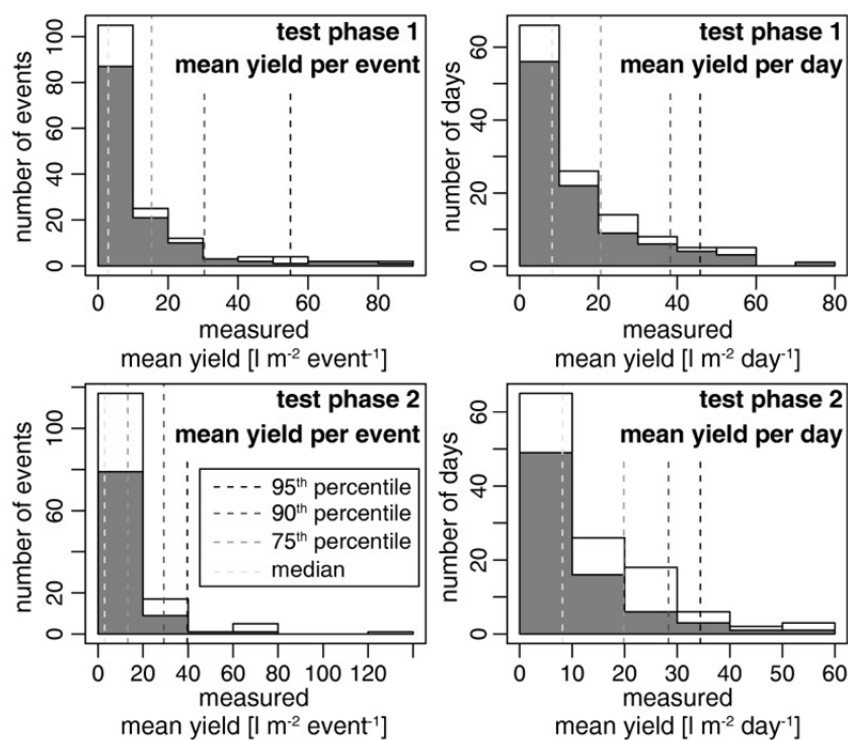 test phase 1
mean yield per event
number of events
0 20 40 60 80 100
0 20 40 60 80
measured
mean yield [l m⁻² event⁻¹]
test phase 1
mean yield per day
number of days
0 20 40 60
0 20 40 60 80
measured
mean yield [l m⁻² day⁻¹]
test phase 2
mean yield per event
number of events
0 20 60 100
95th percentile
90th percentile
75th percentile
median
0 20 40 60 80 100 120
measured
mean yield [l m⁻² event⁻¹]
test phase 2
mean yield per day
number of days
0 20 40 60
0 10 20 30 40 50 60
measured
mean yield [l m⁻² day⁻¹]